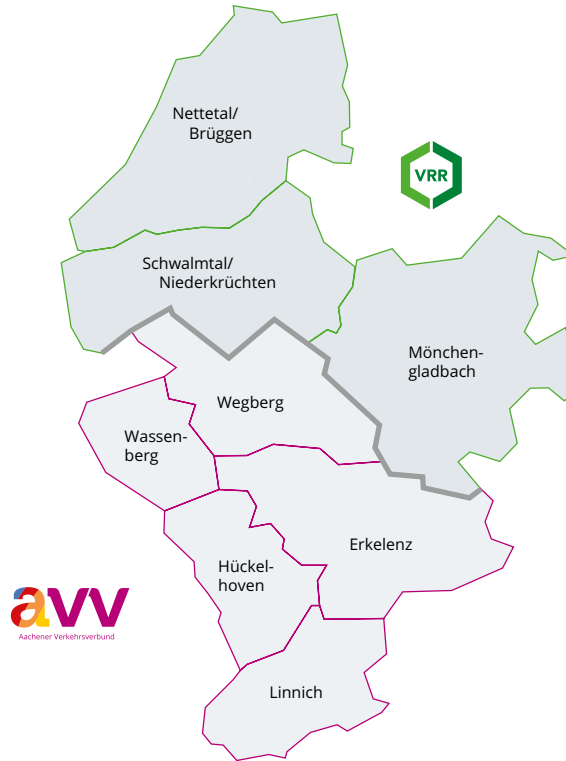 Nettetal/
Brüggen
VRR
Schwalmtal/
Niederkrüchten
Mönchen-
gladbach
Wegberg
Wassen-
berg
Erkelenz
Hückel-
hoven
avv
Aachener Verkehrsverbund
Linnich